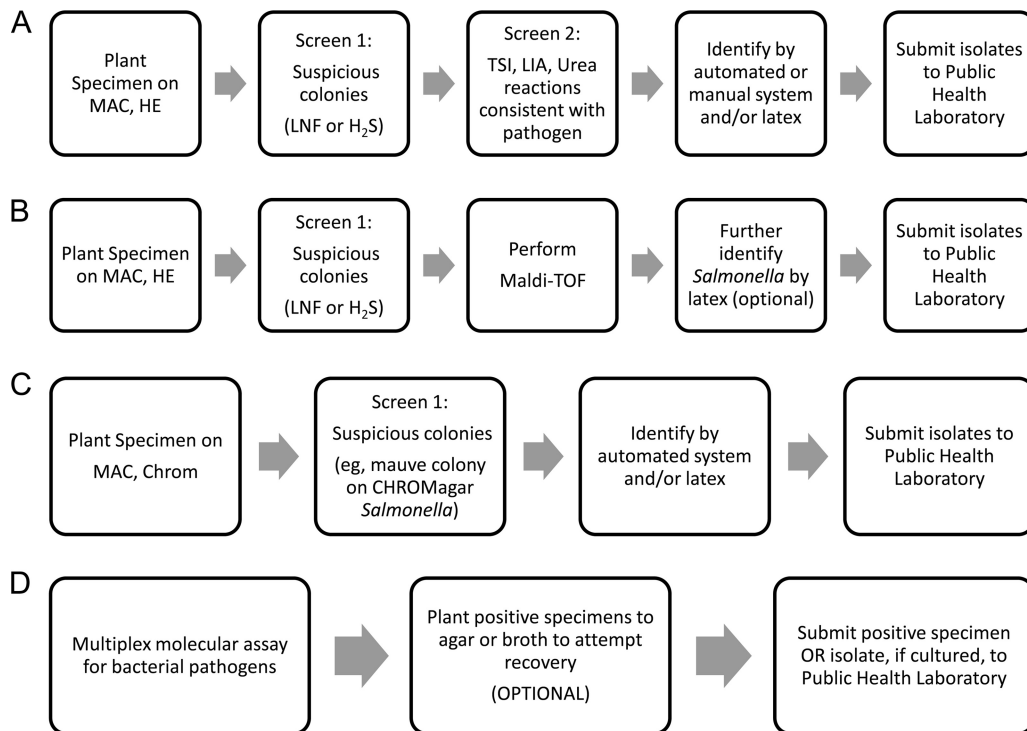 A
Plant
Specimen on
MAC, HE
Screen 1:
Suspicious
colonies
(LNF or H₂S)
Screen 2:
TSI, LIA, Urea
reactions
consistent with
pathogen
Identify by
automated or
manual system
and/or latex
Submit isolates
to Public
Health
Laboratory
B
Plant Specimen
on MAC, HE
Screen 1:
Suspicious
colonies
(LNF or H₂S)
Perform
Maldi-TOF
Further
identify
Salmonella by
latex (optional)
Submit isolates
to Public
Health
Laboratory
C
Plant Specimen on
MAC, Chrom
Screen 1:
Suspicious colonies
(eg, mauve colony
on CHROMagar
Salmonella)
Identify by
automated system
and/or latex
Submit isolates to
Public Health
Laboratory
D
Multiplex molecular assay
for bacterial pathogens
Plant positive specimens to
agar or broth to attempt
recovery
(OPTIONAL)
Submit positive specimen
OR isolate, if cultured, to
Public Health Laboratory